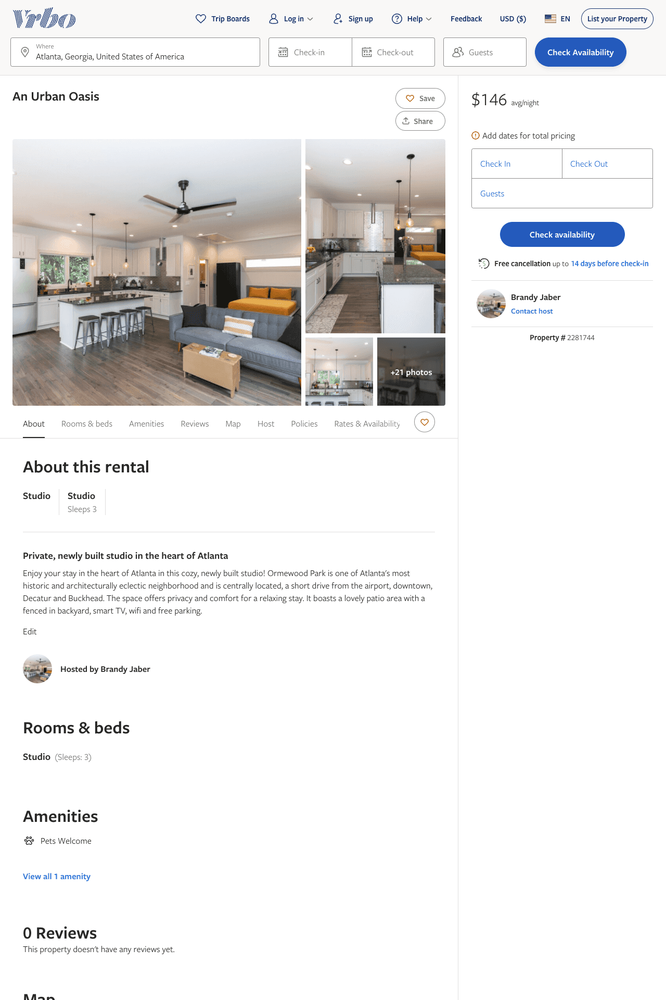 Vrbo
Trip Boards
Log in
Sign up
Help
Feedback
USD ($)
EN
List your Property
Where
Atlanta, Georgia, United States of America
Check-in
Check-out
Guests
Check Availability
An Urban Oasis
Save
Share
+21 photos
$146 avg/night
Add dates for total pricing
Check In
Check Out
Guests
Check availability
Free cancellation up to 14 days before check-in
Brandy Jaber
Contact host
Property # 2281744
About
Rooms & beds
Amenities
Reviews
Map
Host
Policies
Rates & Availability
About this rental
Studio
Studio
Sleeps 3
Private, newly built studio in the heart of Atlanta
Enjoy your stay in the heart of Atlanta in this cozy, newly built studio! Ormewood Park is one of Atlanta's most
historic and architecturally eclectic neighborhood and is centrally located, a short drive from the airport, downtown,
Decatur and Buckhead. The space offers privacy and comfort for a relaxing stay. It boasts a lovely patio area with a
fenced in backyard, smart TV, wifi and free parking.
Edit
Hosted by Brandy Jaber
Rooms & beds
Studio (Sleeps: 3)
Amenities
Pets Welcome
View all 1 amenity
0 Reviews
This property doesn't have any reviews yet.
Map